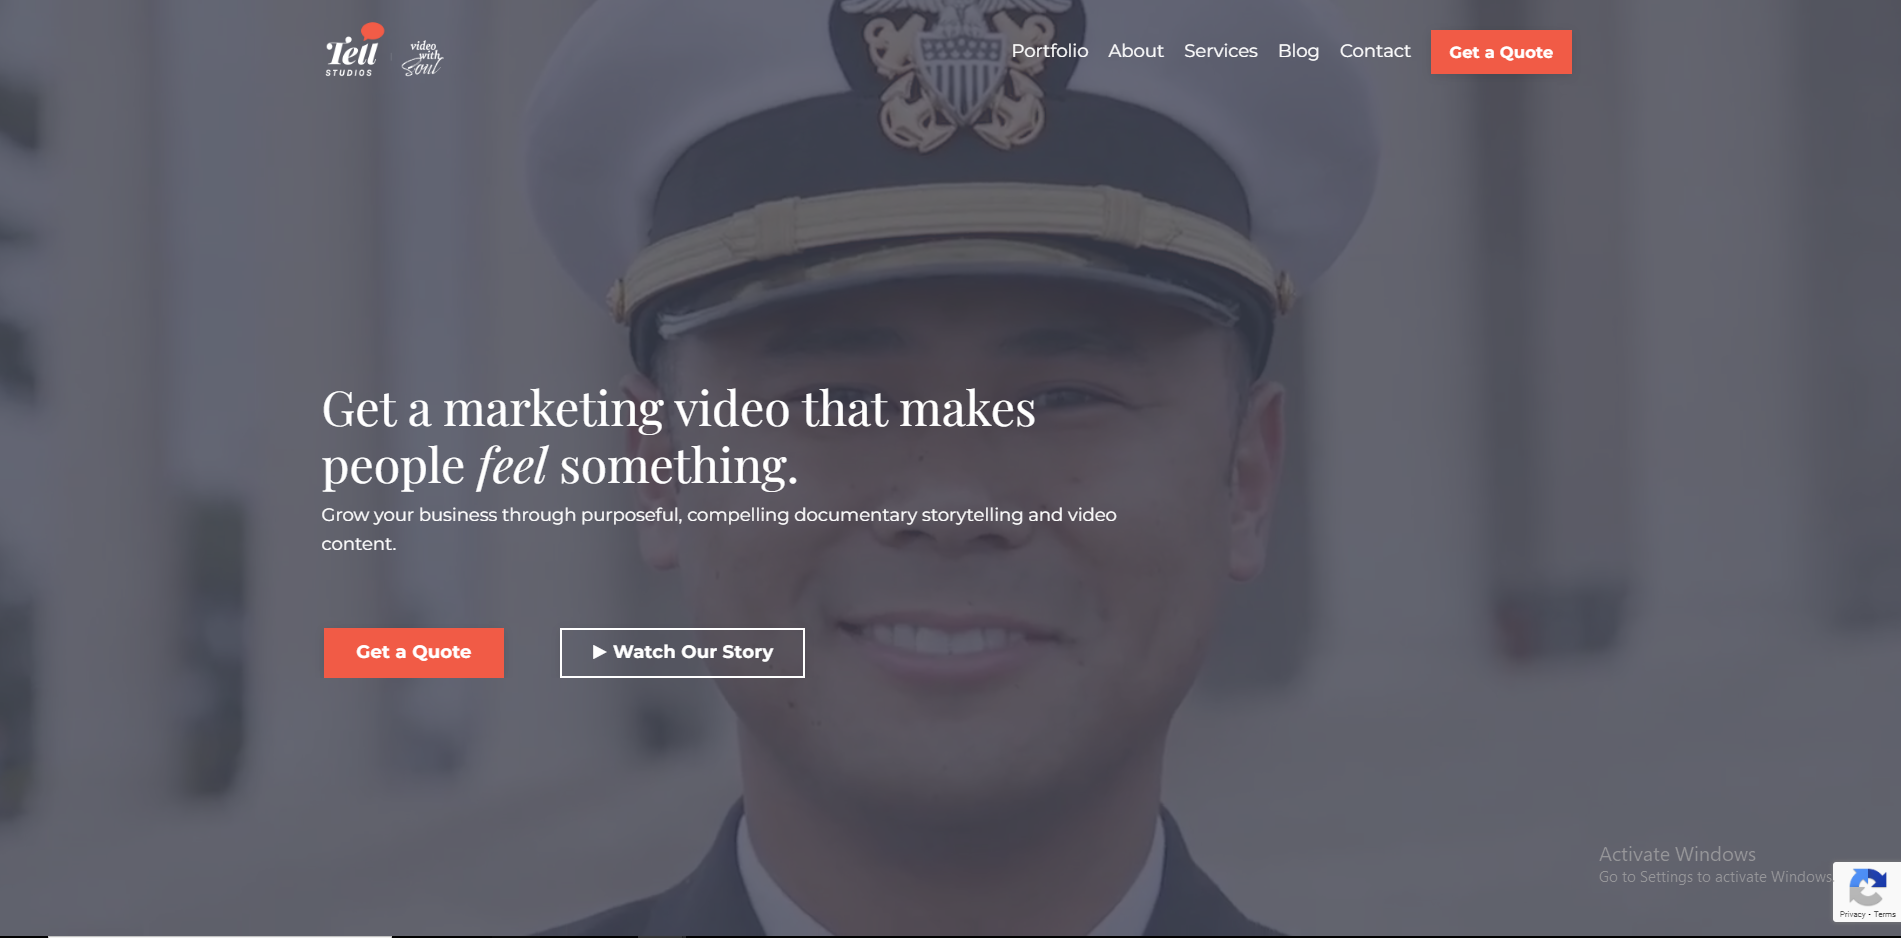 Tell
STUDIOS
video
with
soul
Portfolio About Services Blog Contact Get a Quote
Get a marketing video that makes
people feel something.
Grow your business through purposeful, compelling documentary storytelling and video
content.
Get a Quote
▶ Watch Our Story
Activate Windows
Go to Settings to activate Windows.
Privacy - Terms